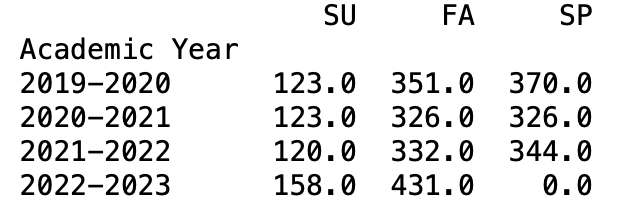 SU FA SP
Academic Year
2019-2020 123.0 351.0 370.0
2020-2021 123.0 326.0 326.0
2021-2022 120.0 332.0 344.0
2022-2023 158.0 431.0 0.0